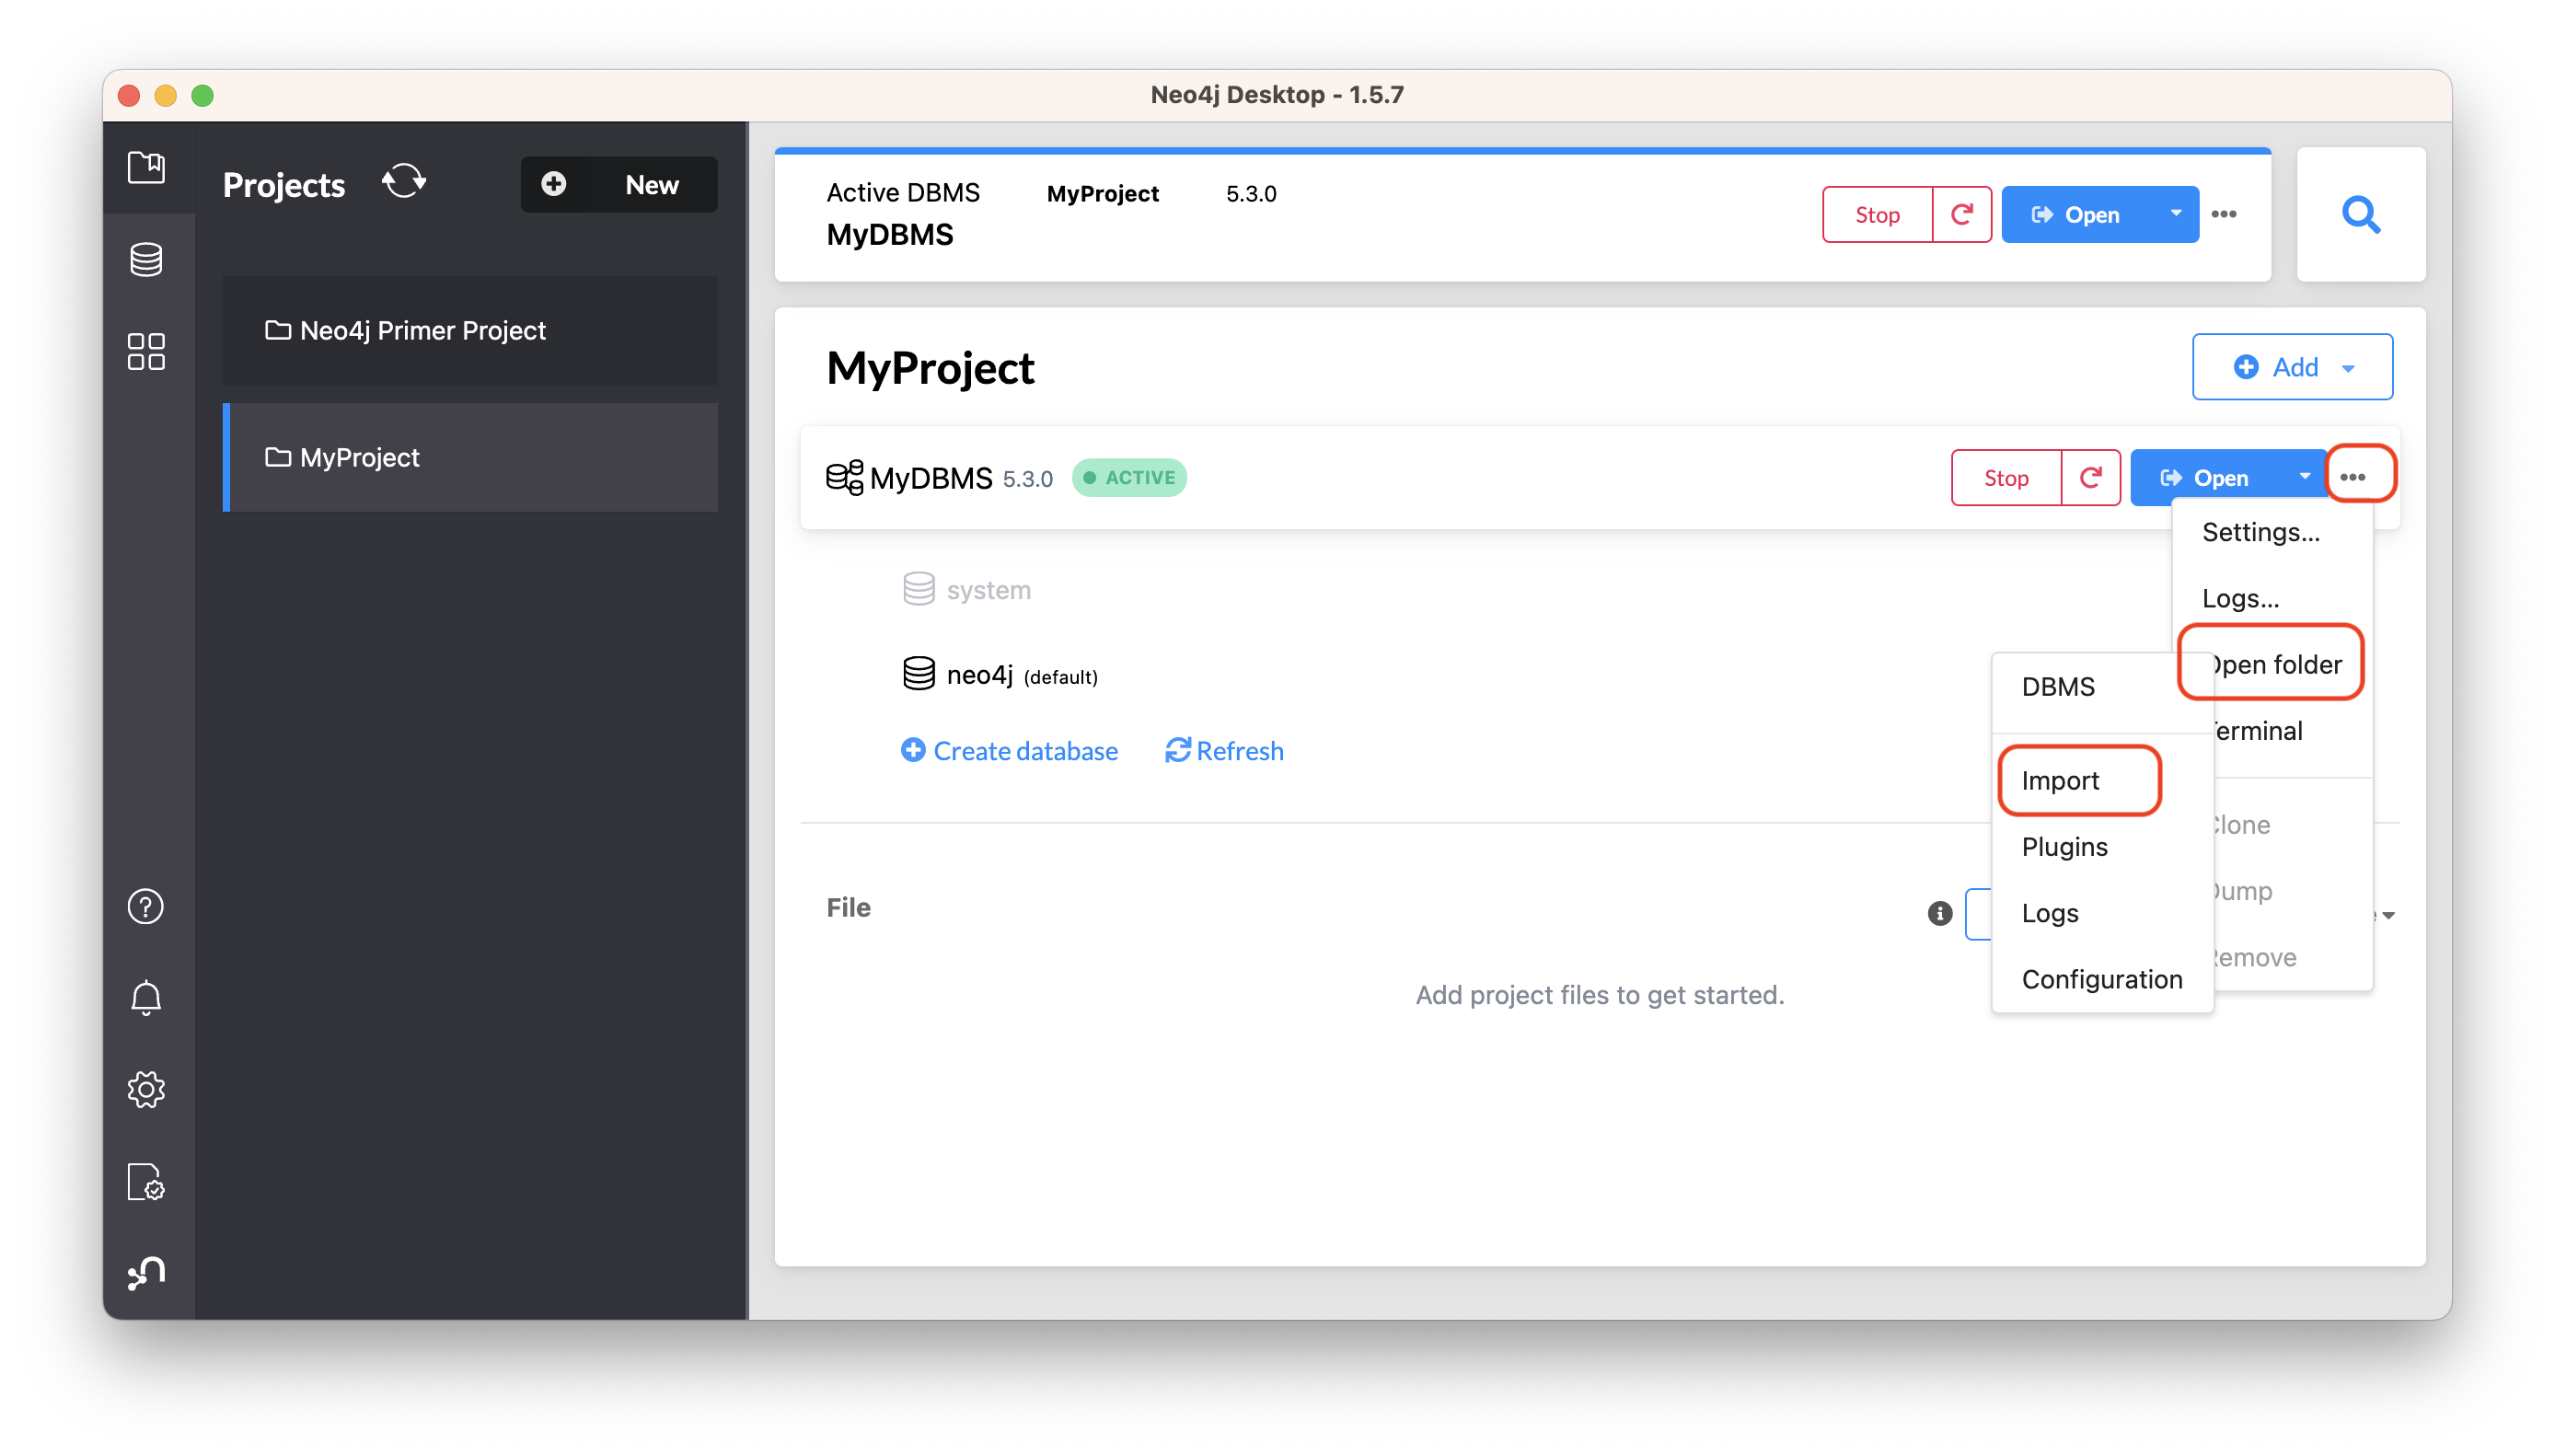 Neo4j Desktop - 1.5.7
Projects
New
Neo4j Primer Project
MyProject
Active DBMS MyProject 5.3.0
MyDBMS
Stop
Open
MyProject
Add
MyDBMS 5.3.0 ACTIVE
Stop
Open
Settings...
Logs...
Open folder
Terminal
Clone
Dump
Remove
DBMS
Import
Plugins
Logs
Configuration
system
neo4j (default)
Create database Refresh
File
Add project files to get started.